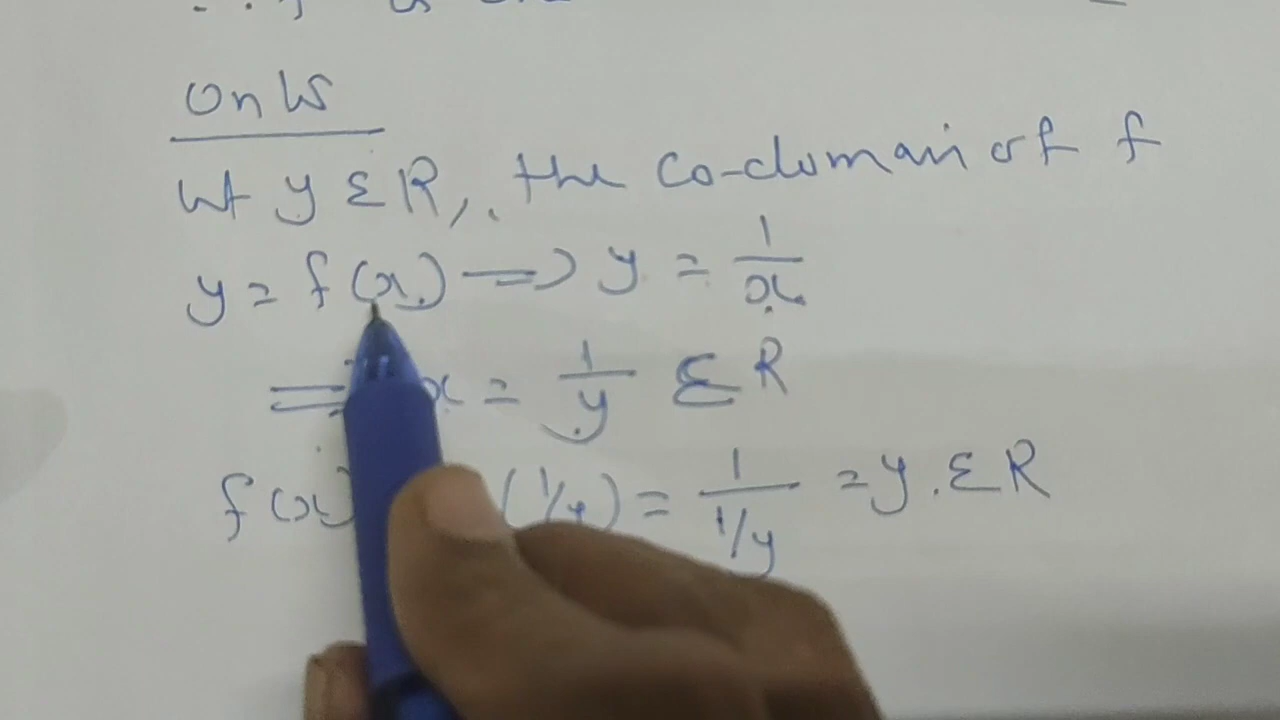 onto
let y ∈ R, the co-domain of f
y = f(x) ⟹ y = 1/x
x = 1/y ∈ R
f(x) (1/y) = 1/(1/y) = y ∈ R